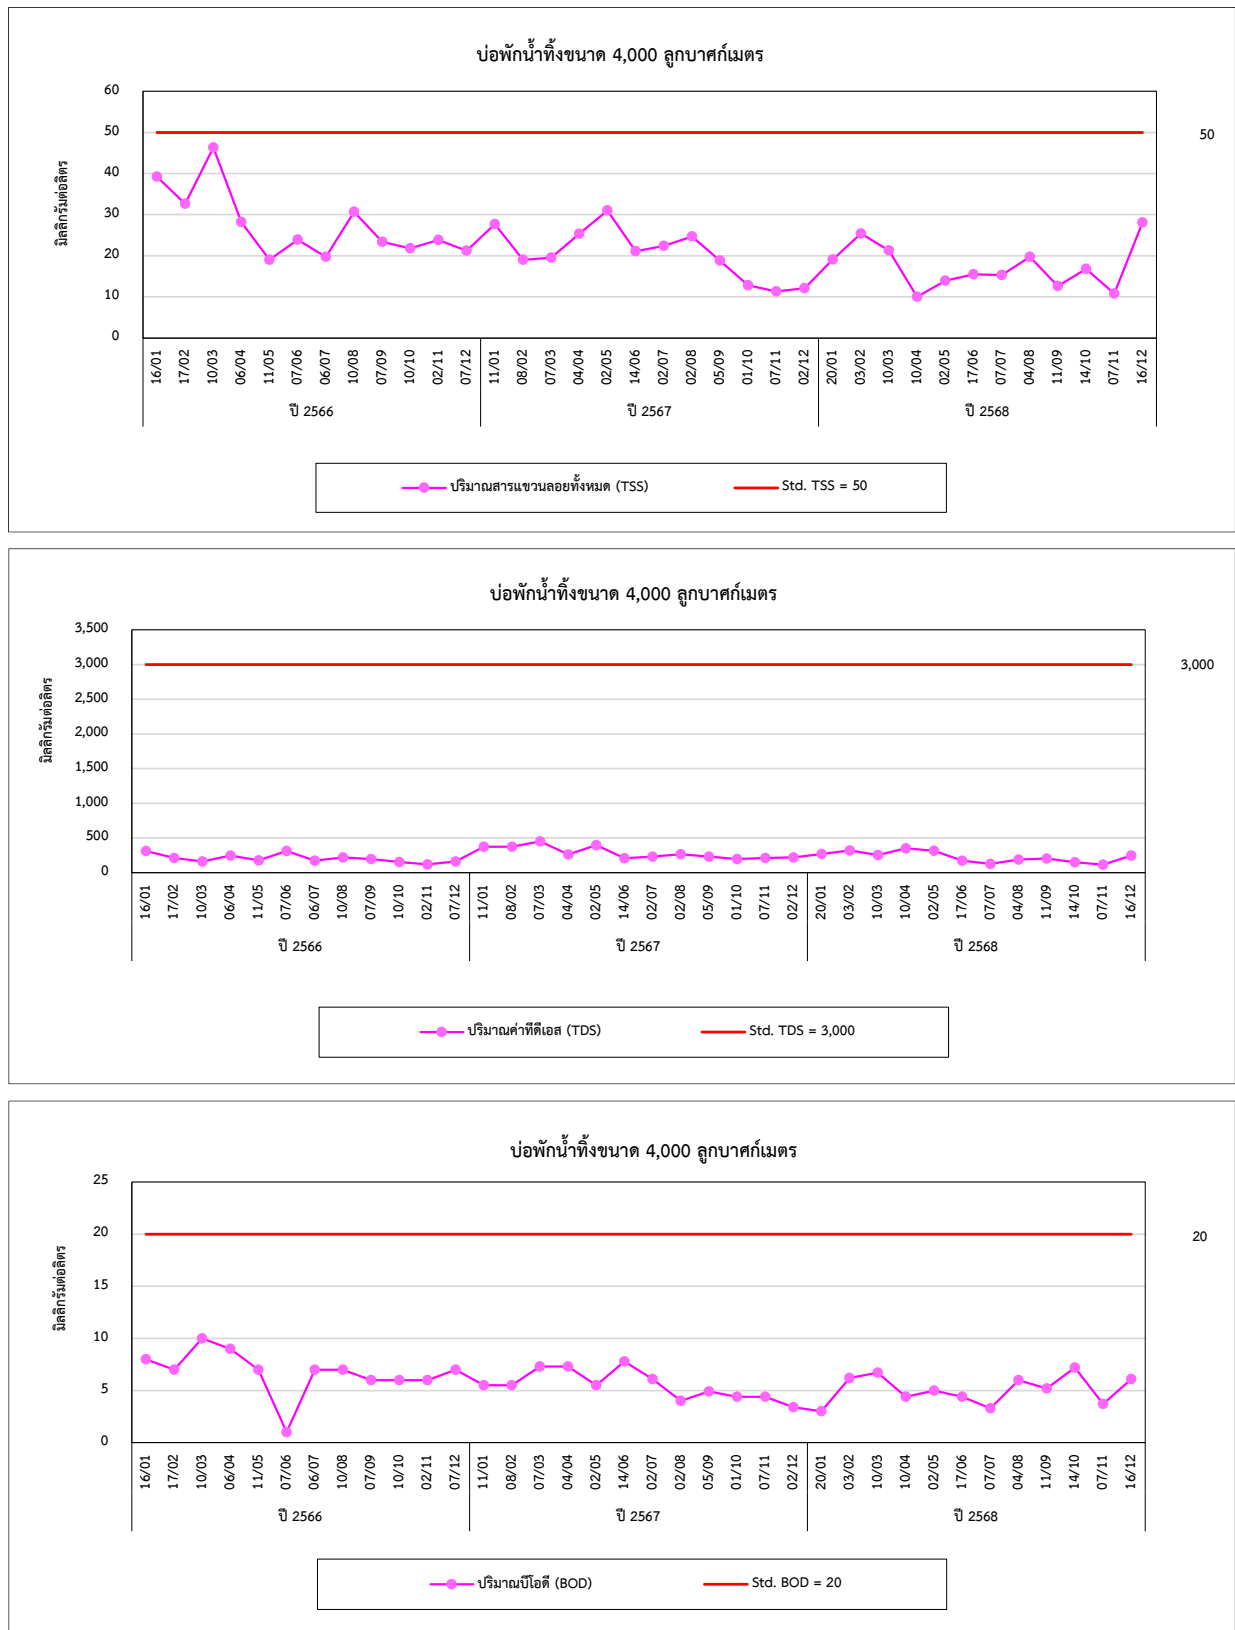 บ่อพักน้ำทิ้งขนาด 4,000 ลูกบาศก์เมตร
มิลลิกรัมต่อลิตร
60
50
40
30
20
10
0
50
16/01 17/02 10/03 06/04 11/05 07/06 06/07 10/08 07/09 10/10 02/11 07/12 11/01 08/02 07/03 04/04 02/05 14/06 02/07 02/08 05/09 01/10 07/11 02/12 20/01 03/02 10/03 10/04 02/05 17/06 07/07 04/08 11/09 14/10 07/11 16/12
ปี 2566 ปี 2567 ปี 2568
ปริมาณสารแขวนลอยทั้งหมด (TSS) Std. TSS = 50
บ่อพักน้ำทิ้งขนาด 4,000 ลูกบาศก์เมตร
มิลลิกรัมต่อลิตร
3,500
3,000
2,500
2,000
1,500
1,000
500
0
3,000
16/01 17/02 10/03 06/04 11/05 07/06 06/07 10/08 07/09 10/10 02/11 07/12 11/01 08/02 07/03 04/04 02/05 14/06 02/07 02/08 05/09 01/10 07/11 02/12 20/01 03/02 10/03 10/04 02/05 17/06 07/07 04/08 11/09 14/10 07/11 16/12
ปี 2566 ปี 2567 ปี 2568
ปริมาณค่าทีดีเอส (TDS) Std. TDS = 3,000
บ่อพักน้ำทิ้งขนาด 4,000 ลูกบาศก์เมตร
มิลลิกรัมต่อลิตร
25
20
15
10
5
0
20
16/01 17/02 10/03 06/04 11/05 07/06 06/07 10/08 07/09 10/10 02/11 07/12 11/01 08/02 07/03 04/04 02/05 14/06 02/07 02/08 05/09 01/10 07/11 02/12 20/01 03/02 10/03 10/04 02/05 17/06 07/07 04/08 11/09 14/10 07/11 16/12
ปี 2566 ปี 2567 ปี 2568
ปริมาณบีโอดี (BOD) Std. BOD = 20